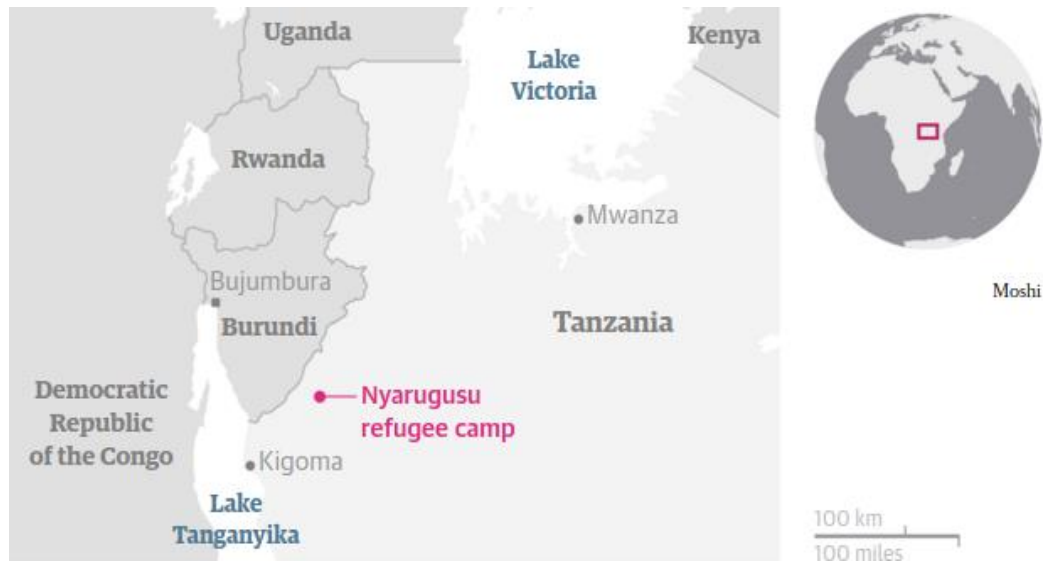 Uganda
Kenya
Lake
Victoria
Rwanda
Mwanza
Bujumbura
Burundi
Tanzania
Democratic
Republic
of the Congo
Nyarugusu
refugee camp
Kigoma
Lake
Tanganyika
Moshi
100 km
100 miles